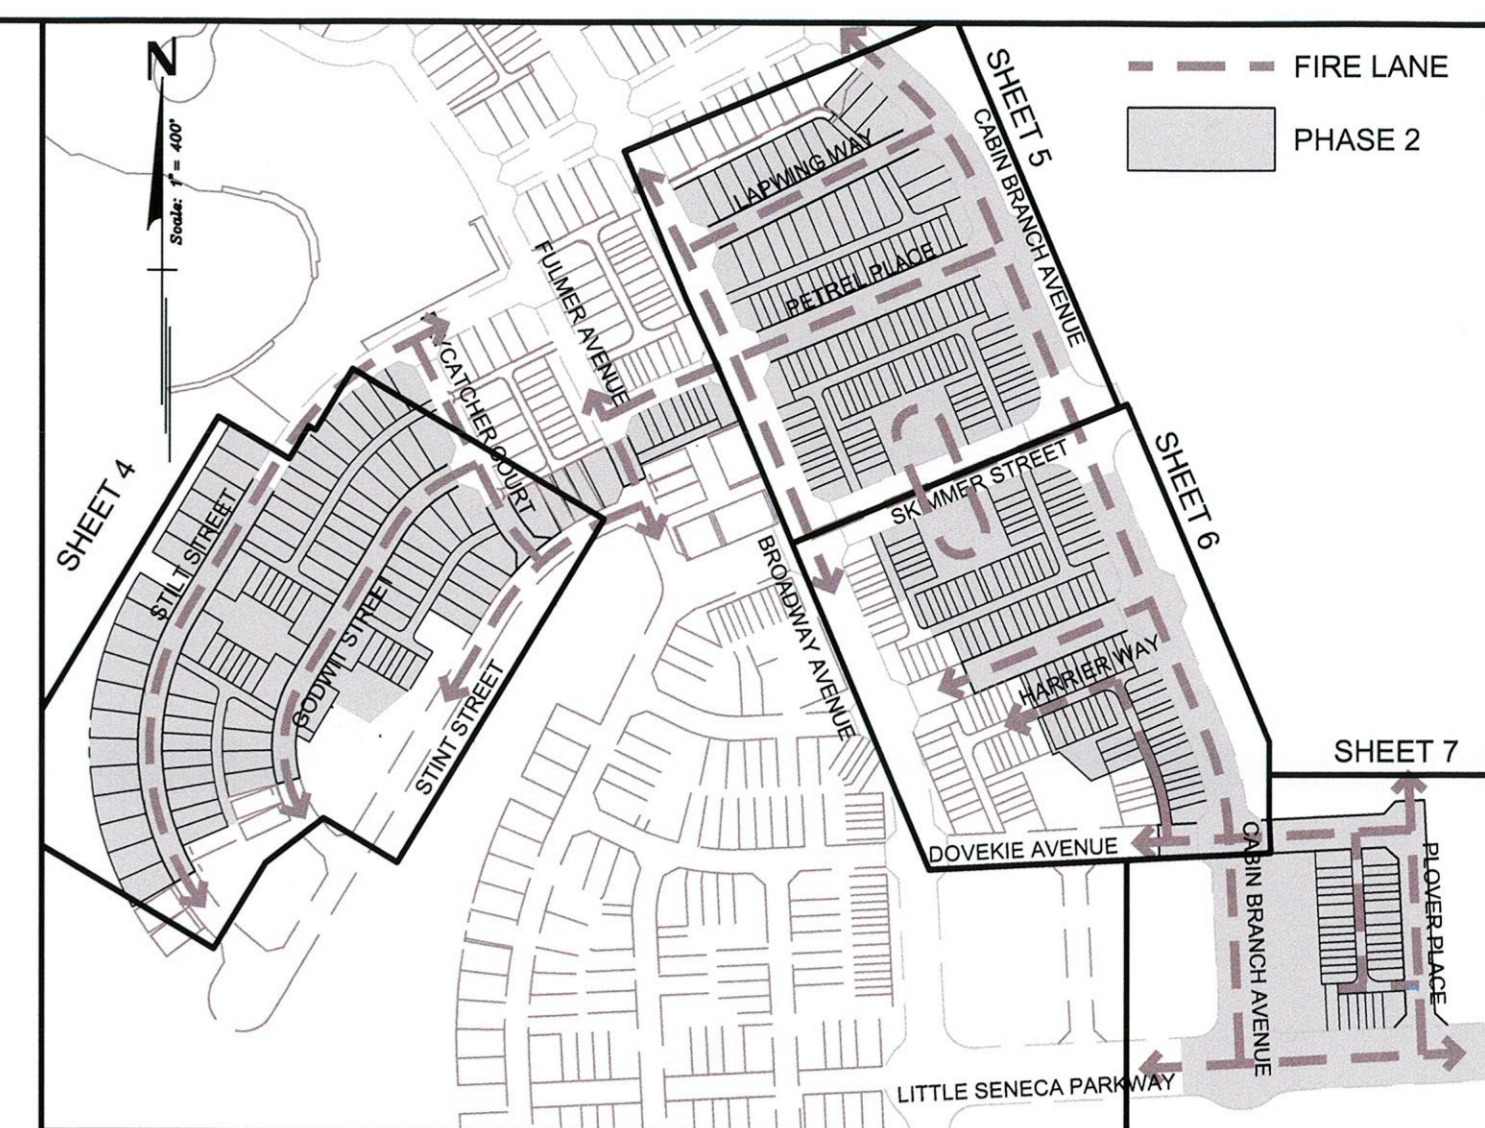 N
Scale: 1" = 400'
FIRE LANE
PHASE 2
SHEET 5
CABIN BRANCH AVENUE
LAPWING WAY
PETREL PLACE
FULMER AVENUE
COURT
SHEET 4
STILT STREET
GODWIT STREET
STINT STREET
SKIMMER STREET
SHEET 6
BROADWAY AVENUE
HARRIER WAY
SHEET 7
DOVEKIE AVENUE
CABIN BRANCH AVENUE
PLOVER PLACE
LITTLE SENECA PARKWAY